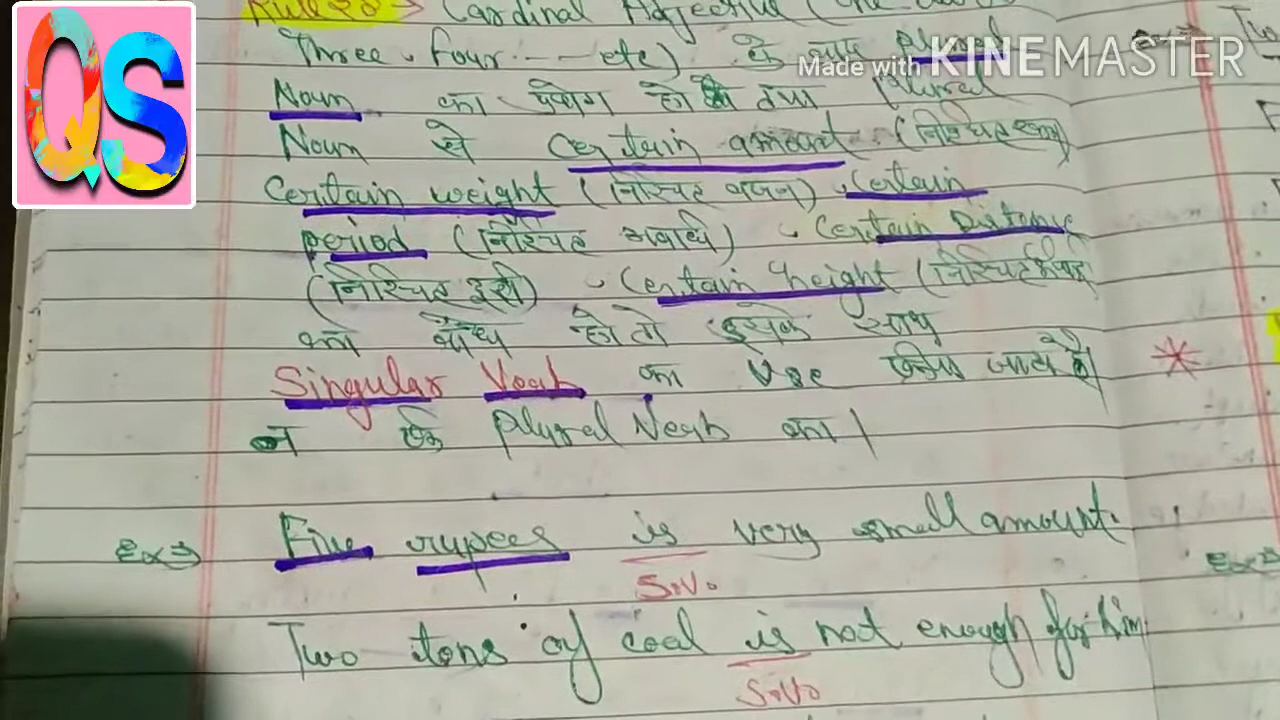 QS
Made with KINEMASTER
Cardinal Adjective (One
Three, Four ---- etc) के बाद Plural
Noun का प्रयोग हो तथा Plural
Noun से Certain amount (निश्चित रकम)
Certain weight (निश्चित वजन), Certain
period (निश्चित अवधि), Certain Distance
(निश्चित दूरी), Certain height (निश्चित ऊँचाई)
का बोध हो तो इसके साथ
Singular Verb का Use किया जाता है
न कि Plural Verb का।
Ex⇒ Five rupees is very small amount.
S.V.
Two tons of coal is not enough for him
S.V.
Ex⇒